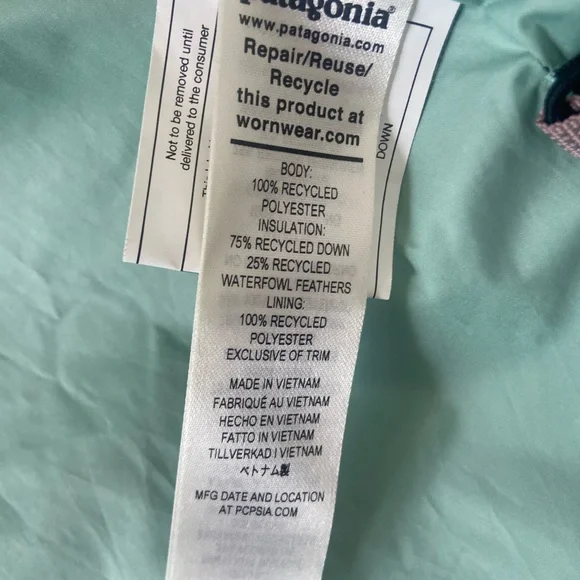 patagonia®
www.patagonia.com
Repair/Reuse/
Recycle
this product at
wornwear.com
BODY:
100% RECYCLED
POLYESTER
INSULATION:
75% RECYCLED DOWN
25% RECYCLED
WATERFOWL FEATHERS
LINING:
100% RECYCLED
POLYESTER
EXCLUSIVE OF TRIM
MADE IN VIETNAM
FABRIQUÉ AU VIETNAM
HECHO EN VIETNAM
FATTO IN VIETNAM
TILLVERKAD I VIETNAM
ベトナム製
MFG DATE AND LOCATION
AT PCPSIA.COM
Not to be removed until
delivered to the consumer
DOWN